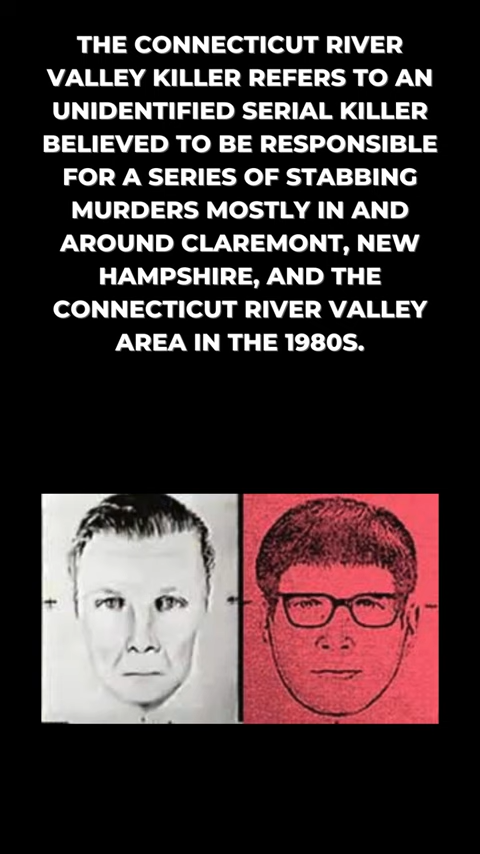 THE CONNECTICUT RIVER
VALLEY KILLER REFERS TO AN
UNIDENTIFIED SERIAL KILLER
BELIEVED TO BE RESPONSIBLE
FOR A SERIES OF STABBING
MURDERS MOSTLY IN AND
AROUND CLAREMONT, NEW
HAMPSHIRE, AND THE
CONNECTICUT RIVER VALLEY
AREA IN THE 1980S.